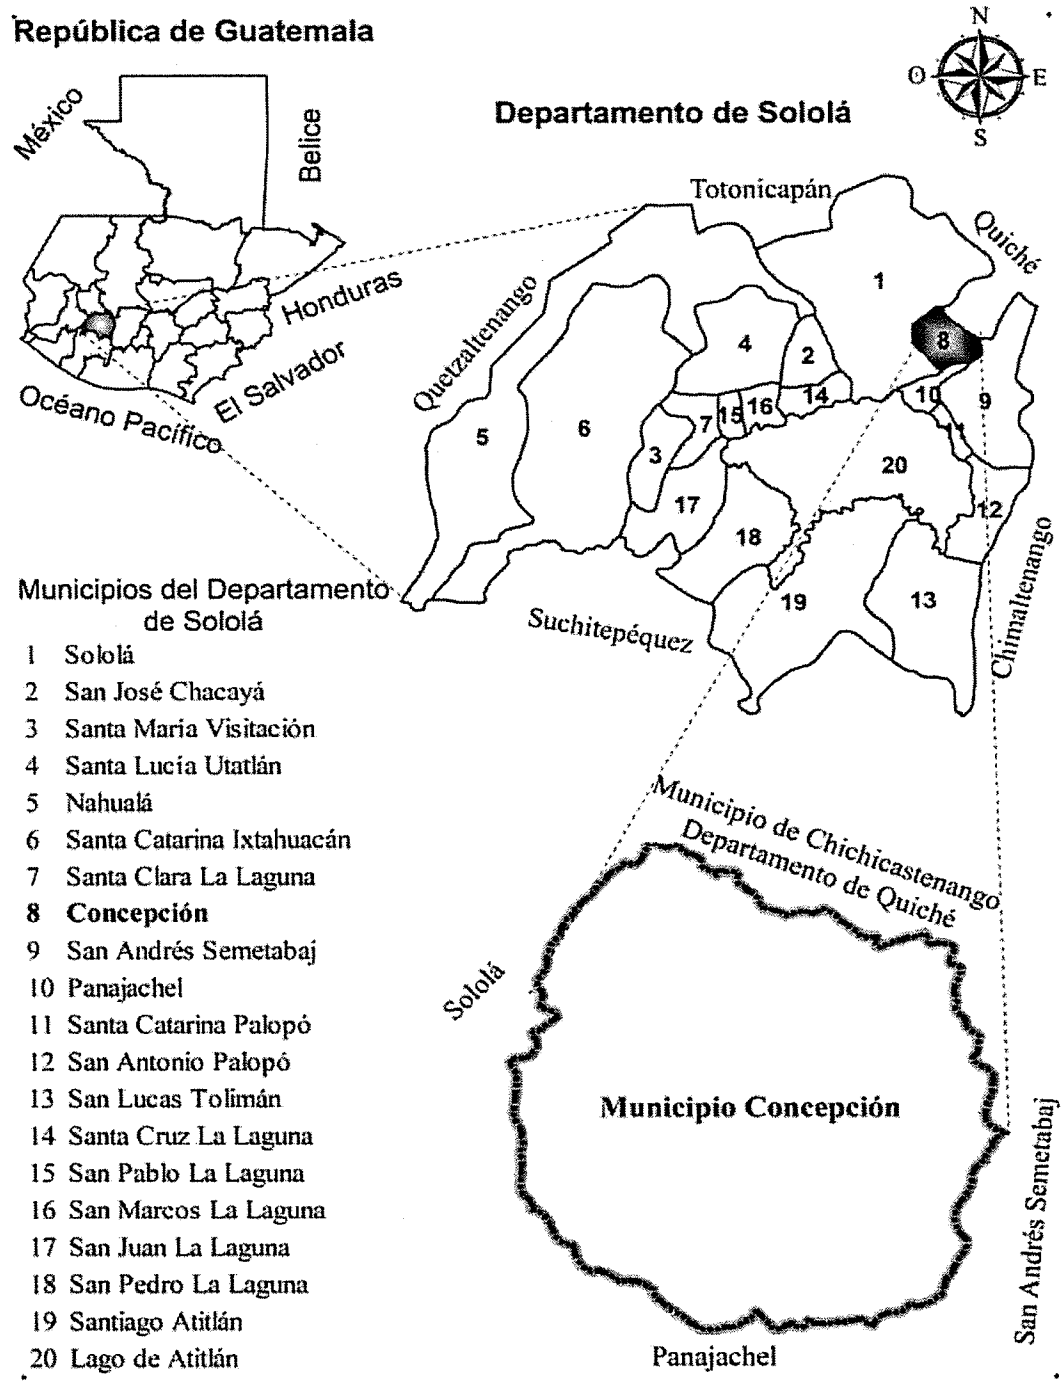 República de Guatemala
N
O
E
S
México
Belice
Departamento de Sololá
Totonicapán
Quiché
Honduras
Quetzaltenango
El Salvador
Océano Pacífico
1
8
4
2
10
9
14
16
15
7
11
5
6
3
20
17
12
18
19
13
Chimaltenango
Suchitepéquez
Municipios del Departamento
de Sololá
1 Sololá
2 San José Chacayá
3 Santa María Visitación
4 Santa Lucía Utatlán
5 Nahualá
6 Santa Catarina Ixtahuacán
7 Santa Clara La Laguna
8 Concepción
9 San Andrés Semetabaj
10 Panajachel
11 Santa Catarina Palopó
12 San Antonio Palopó
13 San Lucas Tolimán
14 Santa Cruz La Laguna
15 San Pablo La Laguna
16 San Marcos La Laguna
17 San Juan La Laguna
18 San Pedro La Laguna
19 Santiago Atitlán
20 Lago de Atitlán
Municipio de Chichicastenango
Departamento de Quiché
Sololá
Municipio Concepción
San Andrés Semetabaj
Panajachel